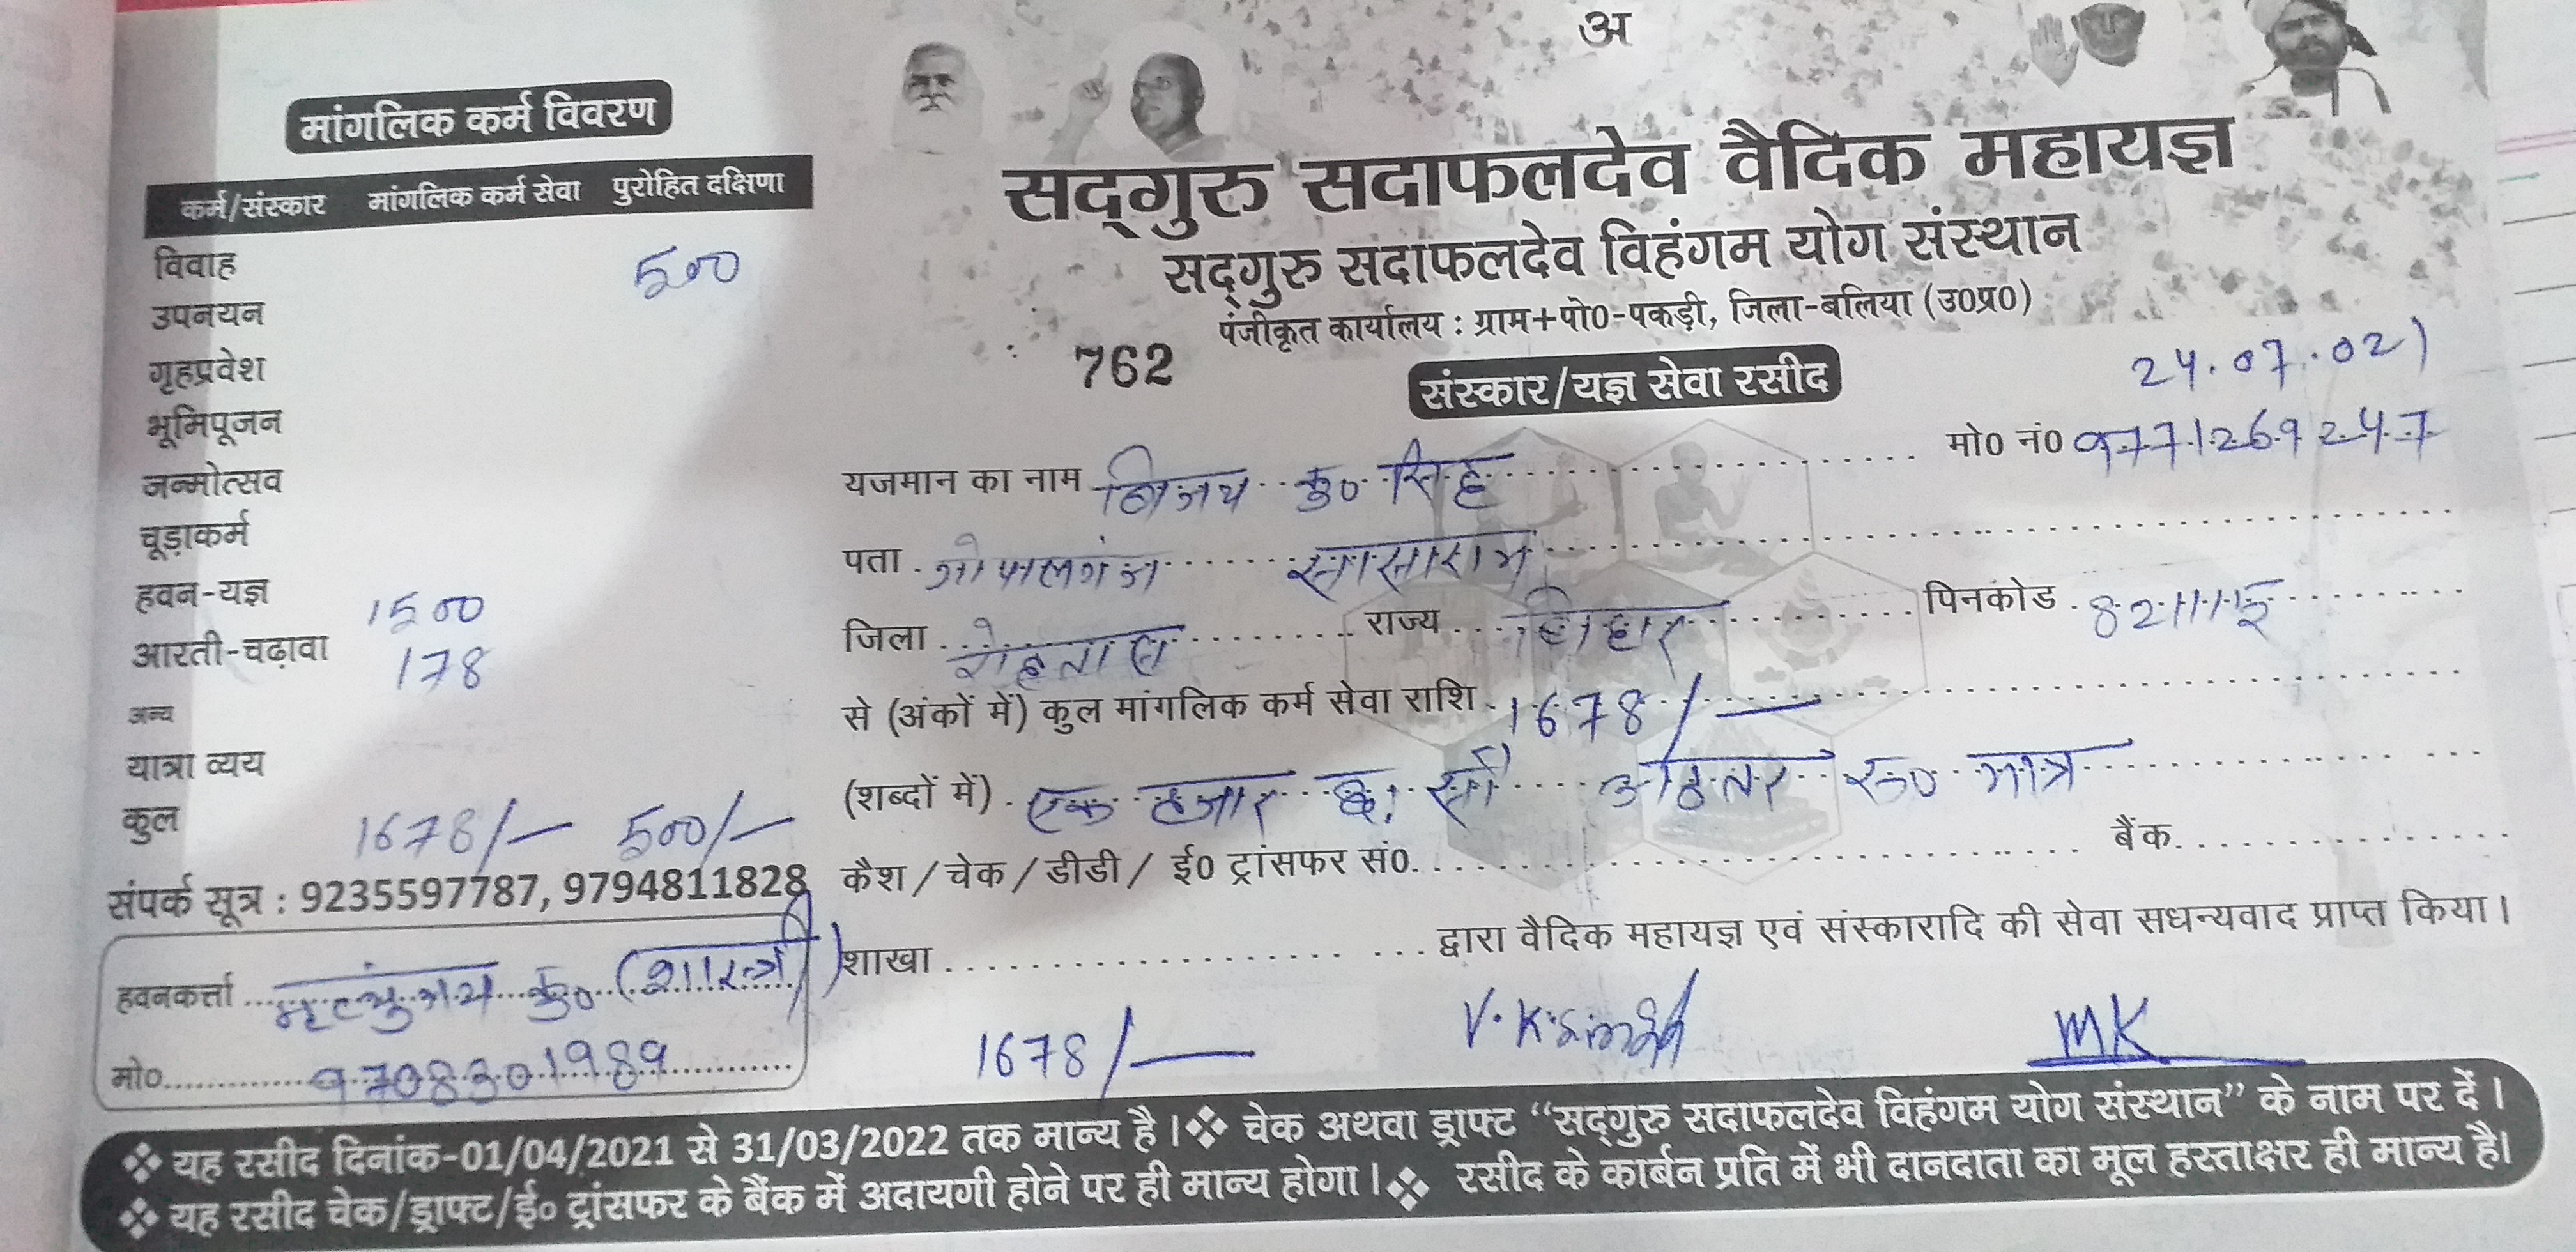 अ
मांगलिक कर्म विवरण
कर्म/संस्कार मांगलिक कर्म सेवा पुरोहित दक्षिणा
विवाह 500
उपनयन
गृहप्रवेश
भूमिपूजन
जन्मोत्सव
चूड़ाकर्म
हवन-यज्ञ 1500
आरती-चढ़ावा 178
अन्य
यात्रा व्यय
कुल 1678/- 500/-
संपर्क सूत्र : 9235597787, 9794811828
हवनकर्त्ता मृत्युंजय कु० (शास्त्री)
मो० 9708301989
सद्गुरु सदाफलदेव वैदिक महायज्ञ
सद्गुरु सदाफलदेव विहंगम योग संस्थान
पंजीकृत कार्यालय : ग्राम+पो0-पकड़ी, जिला-बलिया (उ0प्र0)
762 संस्कार/यज्ञ सेवा रसीद 24.07.021
यजमान का नाम विजय कु० सिंह मो0 नं0 9771269247
पता गोपालगंज सासाराम
जिला रोहतास राज्य बिहार पिनकोड 821115
से (अंकों में) कुल मांगलिक कर्म सेवा राशि 1678/-
(शब्दों में) एक हजार छः सौ अठहतर रू० मात्र
कैश/चेक/डीडी/ ई0 ट्रांसफर सं0 बैंक
शाखा द्वारा वैदिक महायज्ञ एवं संस्कारादि की सेवा सधन्यवाद प्राप्त किया।
1678/- V.K.Singh MK
❖ यह रसीद दिनांक-01/04/2021 से 31/03/2022 तक मान्य है।❖ चेक अथवा ड्राफ्ट “सद्गुरु सदाफलदेव विहंगम योग संस्थान” के नाम पर दें।
❖ यह रसीद चेक/ड्राफ्ट/ई० ट्रांसफर के बैंक में अदायगी होने पर ही मान्य होगा।❖ रसीद के कार्बन प्रति में भी दानदाता का मूल हस्ताक्षर ही मान्य है।